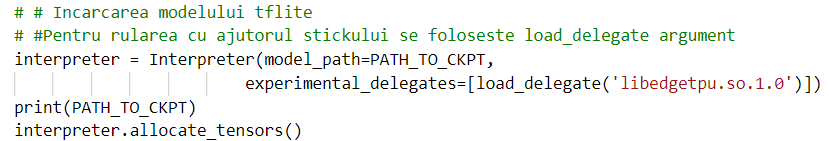 # # Incarcarea modelului tflite
# #Pentru rularea cu ajutorul stickului se foloseste load_delegate argument
interpreter = Interpreter(model_path=PATH_TO_CKPT,
experimental_delegates=[load_delegate('libedgetpu.so.1.0')])
print(PATH_TO_CKPT)
interpreter.allocate_tensors()